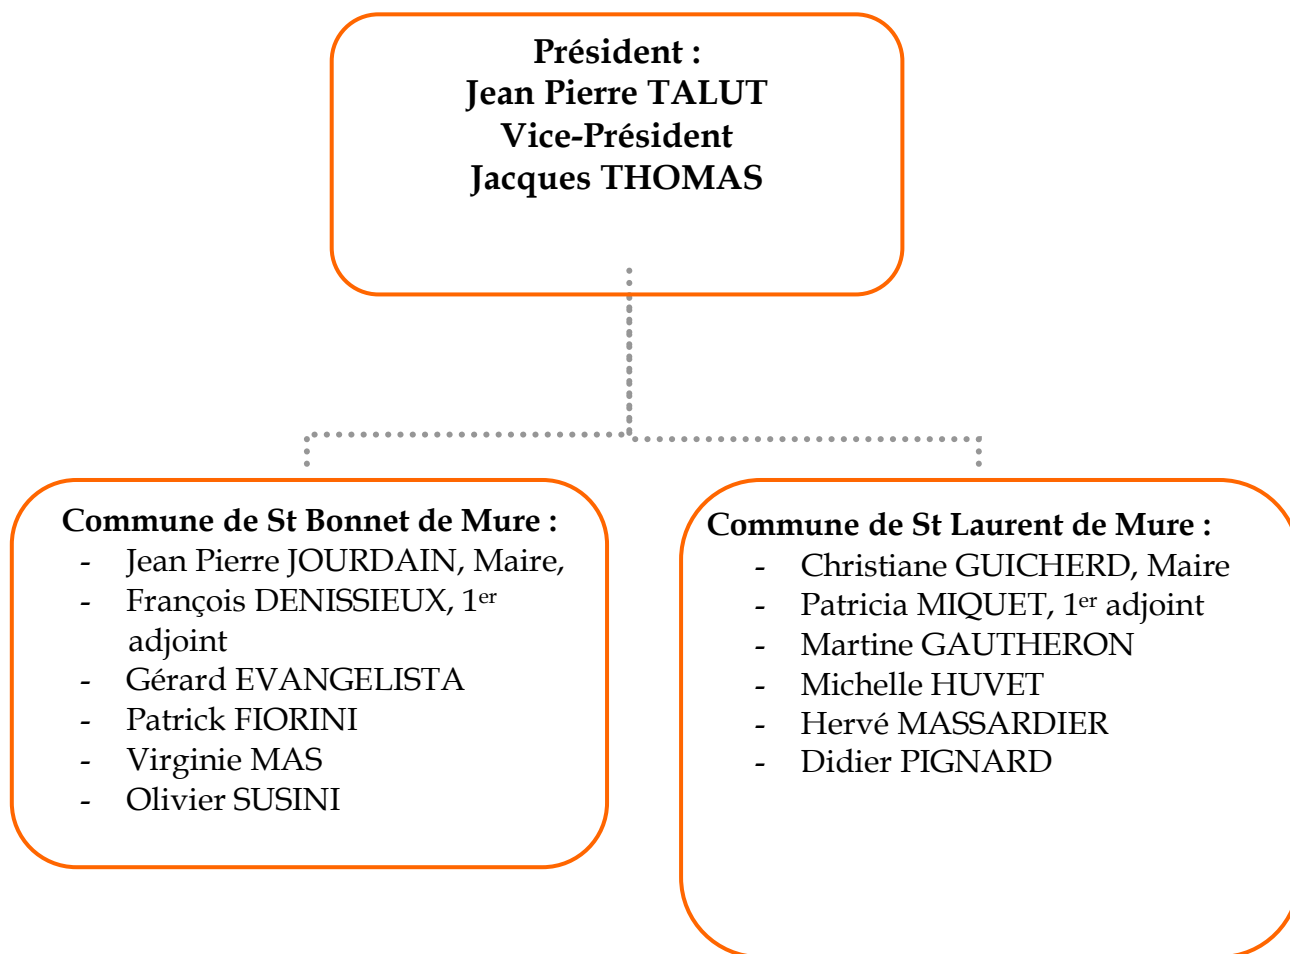 Président :
Jean Pierre TALUT
Vice-Président
Jacques THOMAS
Commune de St Bonnet de Mure :
- Jean Pierre JOURDAIN, Maire,
- François DENISSIEUX, 1er
adjoint
- Gérard EVANGELISTA
- Patrick FIORINI
- Virginie MAS
- Olivier SUSINI
Commune de St Laurent de Mure :
- Christiane GUICHERD, Maire
- Patricia MIQUET, 1er adjoint
- Martine GAUTHERON
- Michelle HUVET
- Hervé MASSARDIER
- Didier PIGNARD